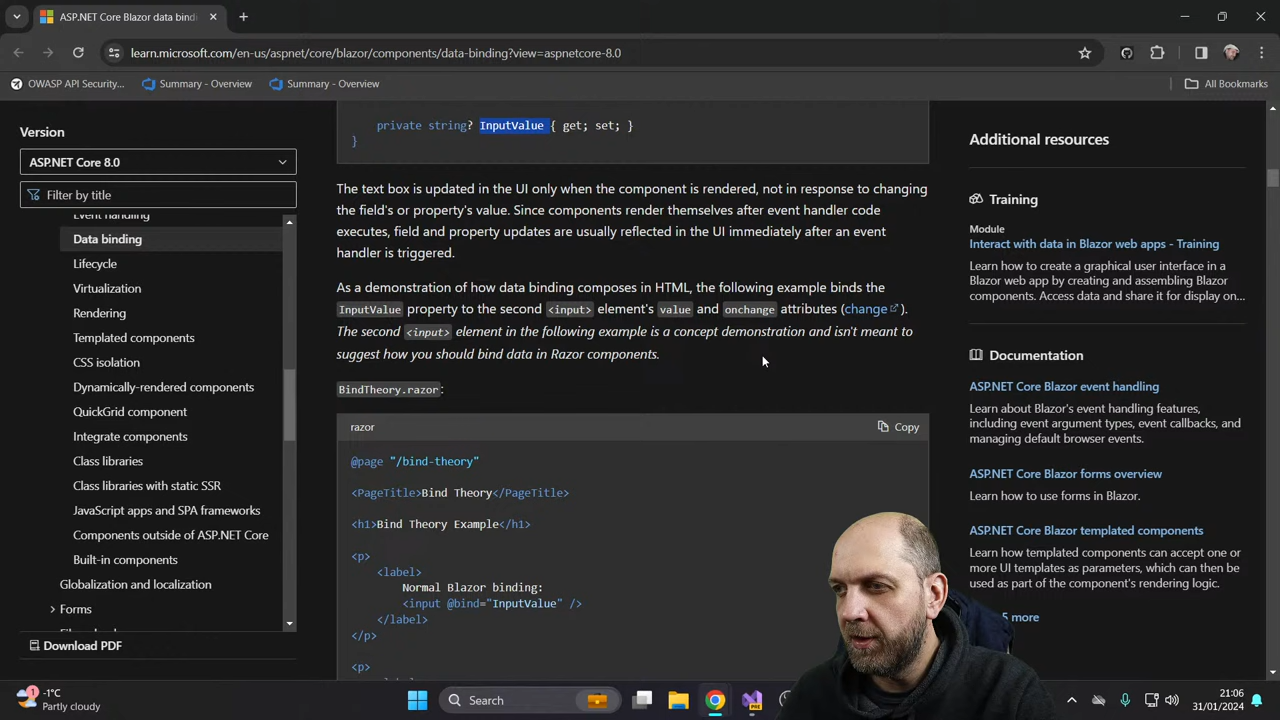 ASP.NET Core Blazor data bindi
learn.microsoft.com/en-us/aspnet/core/blazor/components/data-binding?view=aspnetcore-8.0
OWASP API Security...
Summary - Overview
Summary - Overview
All Bookmarks
Version
ASP.NET Core 8.0
Filter by title
Event handling
Data binding
Lifecycle
Virtualization
Rendering
Templated components
CSS isolation
Dynamically-rendered components
QuickGrid component
Integrate components
Class libraries
Class libraries with static SSR
JavaScript apps and SPA frameworks
Components outside of ASP.NET Core
Built-in components
Globalization and localization
Forms
Download PDF
private string? InputValue { get; set; }
}
The text box is updated in the UI only when the component is rendered, not in response to changing
the field's or property's value. Since components render themselves after event handler code
executes, field and property updates are usually reflected in the UI immediately after an event
handler is triggered.
As a demonstration of how data binding composes in HTML, the following example binds the
InputValue property to the second <input> element's value and onchange attributes (change).
The second <input> element in the following example is a concept demonstration and isn't meant to
suggest how you should bind data in Razor components.
BindTheory.razor:
razor
Copy
@page "/bind-theory"
<PageTitle>Bind Theory</PageTitle>
<h1>Bind Theory Example</h1>
<p>
<label>
Normal Blazor binding:
<input @bind="InputValue" />
</label>
</p>
<p>
Additional resources
Training
Module
Interact with data in Blazor web apps - Training
Learn how to create a graphical user interface in a
Blazor web app by creating and assembling Blazor
components. Access data and share it for display on...
Documentation
ASP.NET Core Blazor event handling
Learn about Blazor's event handling features,
including event argument types, event callbacks, and
managing default browser events.
ASP.NET Core Blazor forms overview
Learn how to use forms in Blazor.
ASP.NET Core Blazor templated components
Learn how templated components can accept one or
more UI templates as parameters, which can then be
used as part of the component's rendering logic.
5 more
1
-1°C
Partly cloudy
Search
PRE
21:06
31/01/2024